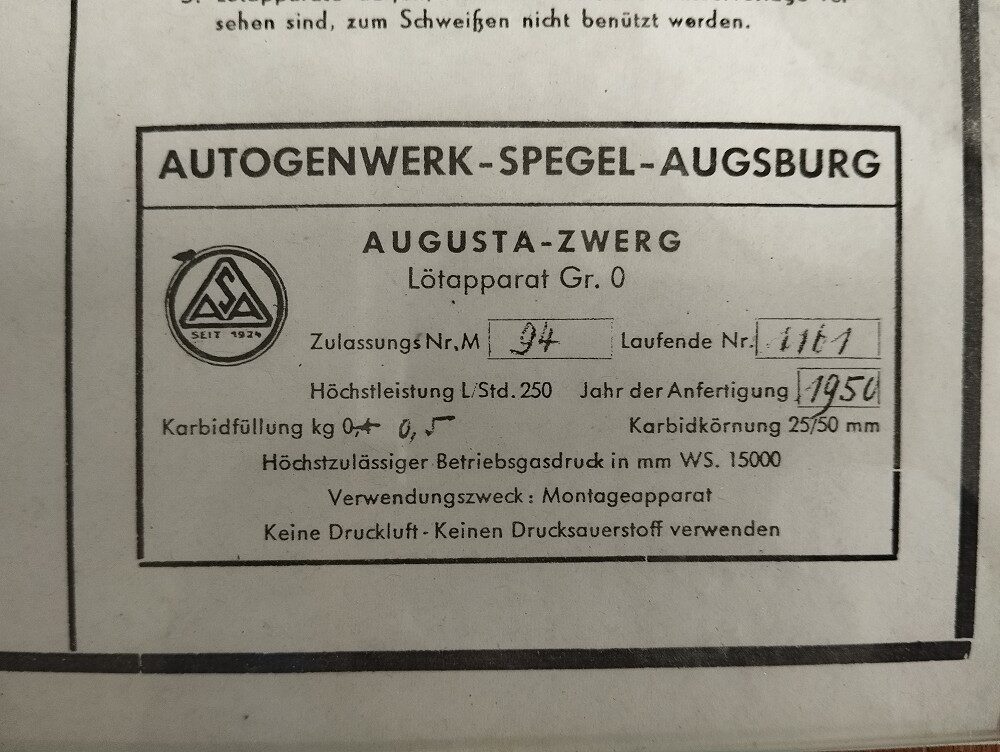 sehen sind, zum Schweißen nicht benützt werden.
AUTOGENWERK-SPEGEL-AUGSBURG
AUGUSTA-ZWERG
Lötapparat Gr. 0
ASA
SEIT 1924
Zulassungs Nr. M 94 Laufende Nr. 1161
Höchstleistung L/Std. 250 Jahr der Anfertigung 1950
Karbidfüllung kg 0,5 Karbidkörnung 25/50 mm
Höchstzulässiger Betriebsgasdruck in mm WS. 15000
Verwendungszweck: Montageapparat
Keine Druckluft - Keinen Drucksauerstoff verwenden